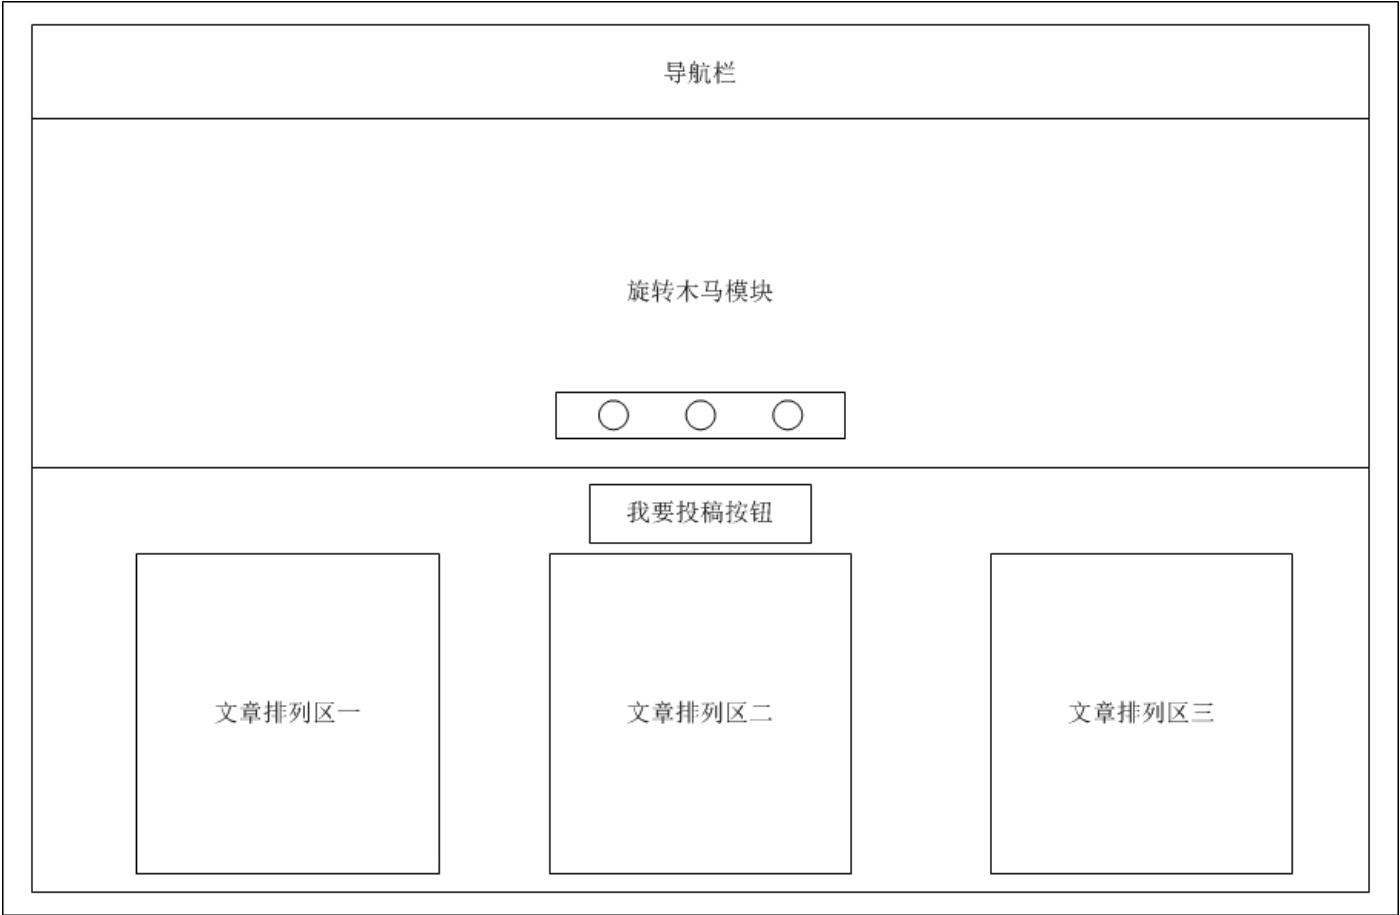 导航栏
旋转木马模块
我要投稿按钮
文章排列区一
文章排列区二
文章排列区三